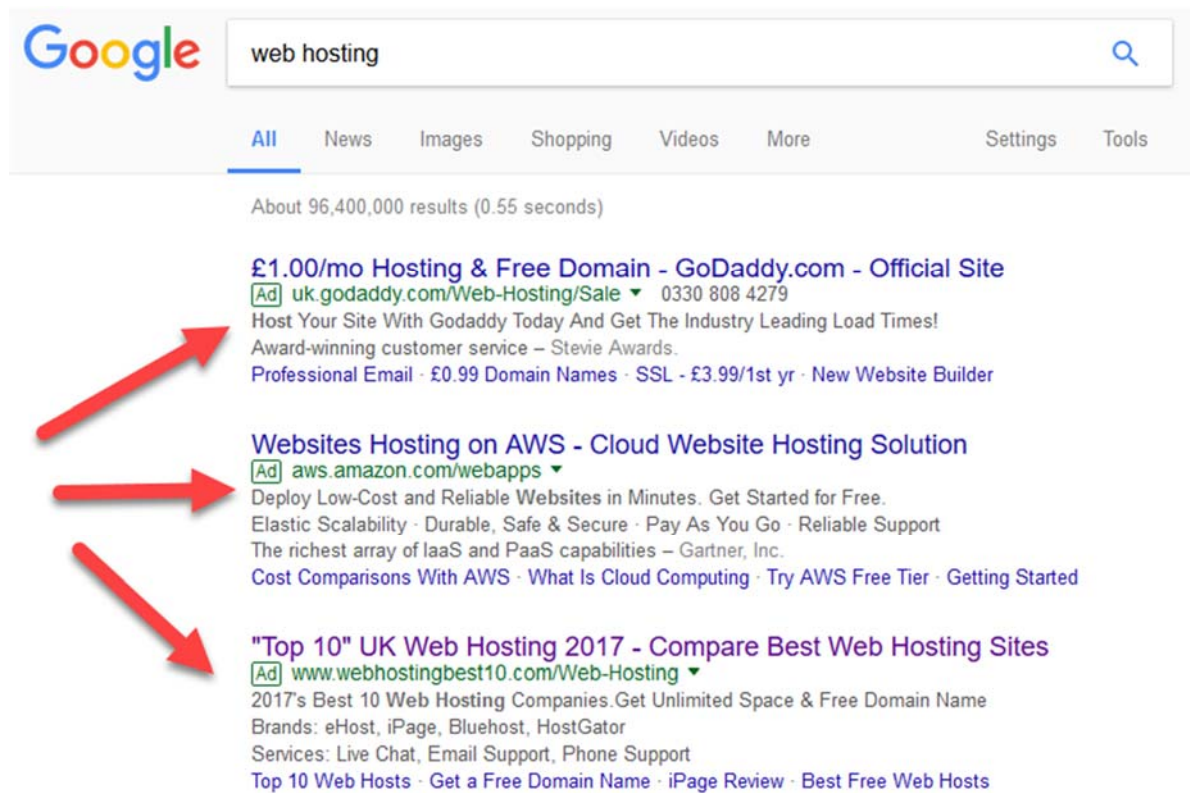 Google
web hosting
All News Images Shopping Videos More Settings Tools
About 96,400,000 results (0.55 seconds)
£1.00/mo Hosting & Free Domain - GoDaddy.com - Official Site
Ad uk.godaddy.com/Web-Hosting/Sale ▼ 0330 808 4279
Host Your Site With Godaddy Today And Get The Industry Leading Load Times!
Award-winning customer service – Stevie Awards.
Professional Email · £0.99 Domain Names · SSL - £3.99/1st yr · New Website Builder
Websites Hosting on AWS - Cloud Website Hosting Solution
Ad aws.amazon.com/webapps ▼
Deploy Low-Cost and Reliable Websites in Minutes. Get Started for Free.
Elastic Scalability · Durable, Safe & Secure · Pay As You Go · Reliable Support
The richest array of IaaS and PaaS capabilities – Gartner, Inc.
Cost Comparisons With AWS · What Is Cloud Computing · Try AWS Free Tier · Getting Started
"Top 10" UK Web Hosting 2017 - Compare Best Web Hosting Sites
Ad www.webhostingbest10.com/Web-Hosting ▼
2017's Best 10 Web Hosting Companies.Get Unlimited Space & Free Domain Name
Brands: eHost, iPage, Bluehost, HostGator
Services: Live Chat, Email Support, Phone Support
Top 10 Web Hosts · Get a Free Domain Name · iPage Review · Best Free Web Hosts